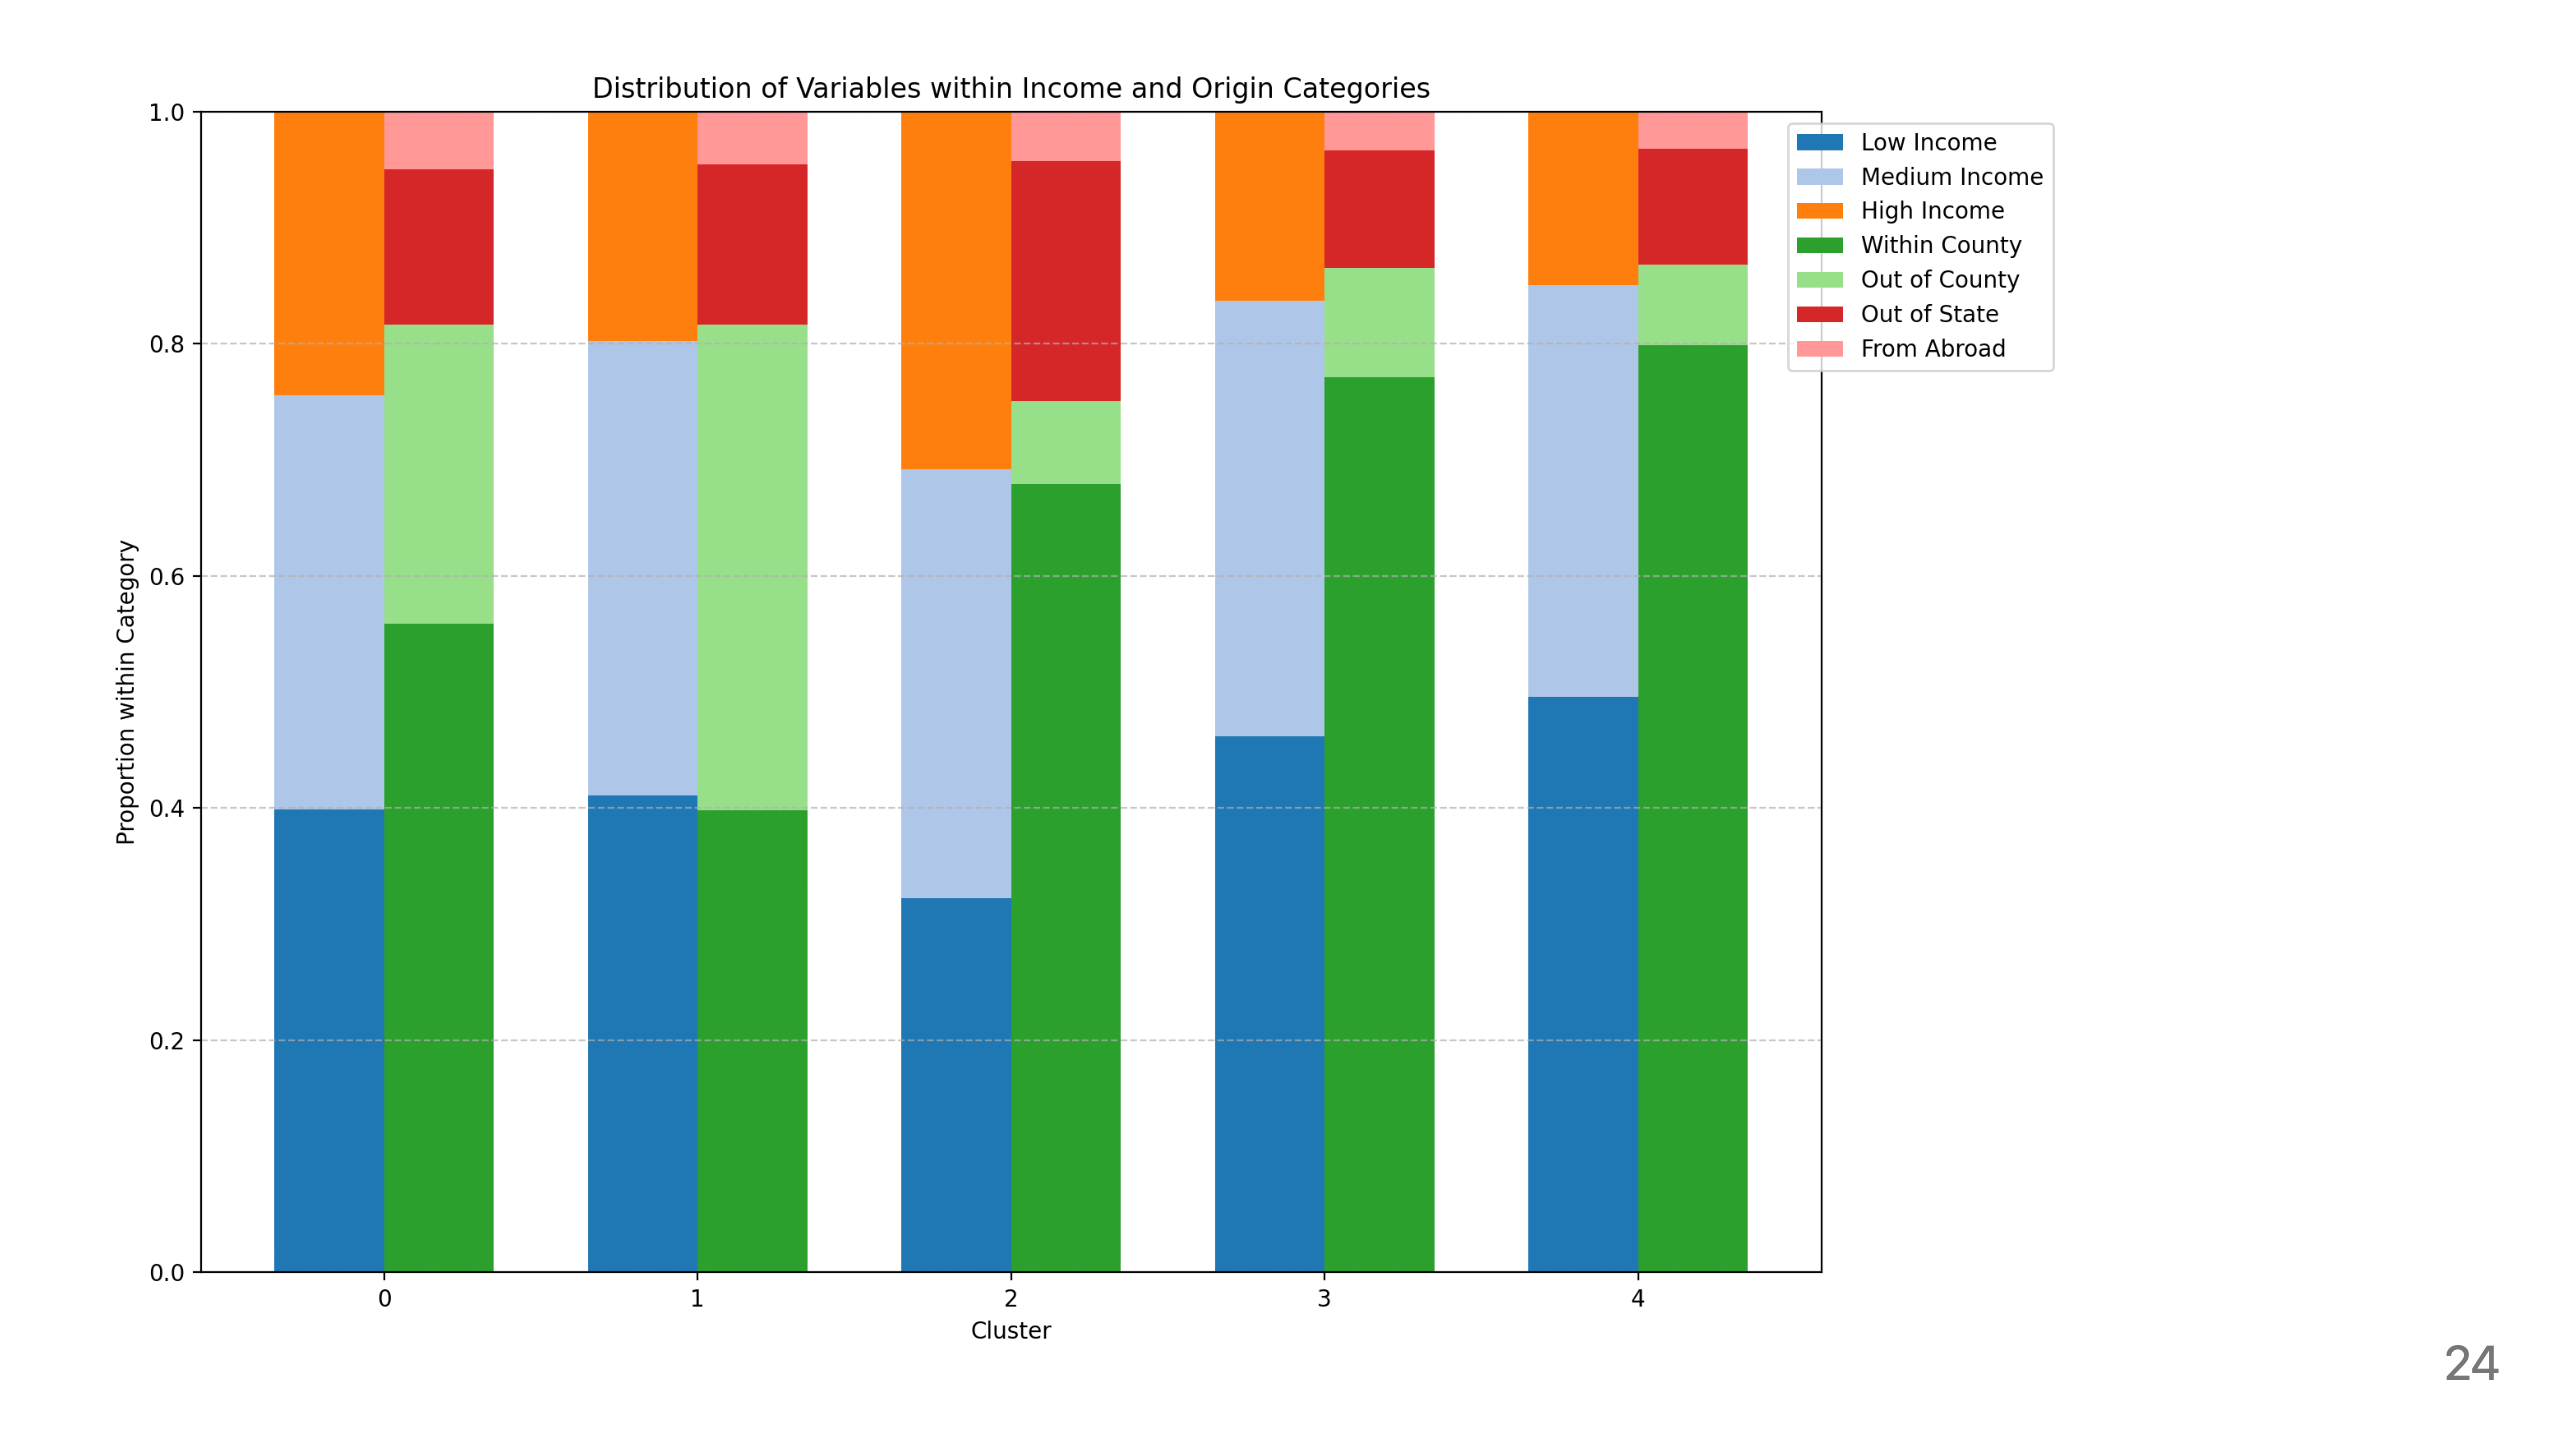 Distribution of Variables within Income and Origin Categories
1.0
0.8
0.6
0.4
0.2
0.0
Proportion within Category
0 1 2 3 4
Cluster
Low Income
Medium Income
High Income
Within County
Out of County
Out of State
From Abroad
24